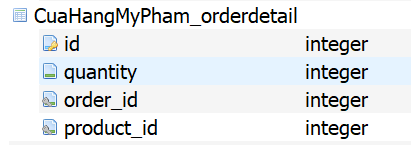 CuaHangMyPham_orderdetail
id integer
quantity integer
order_id integer
product_id integer